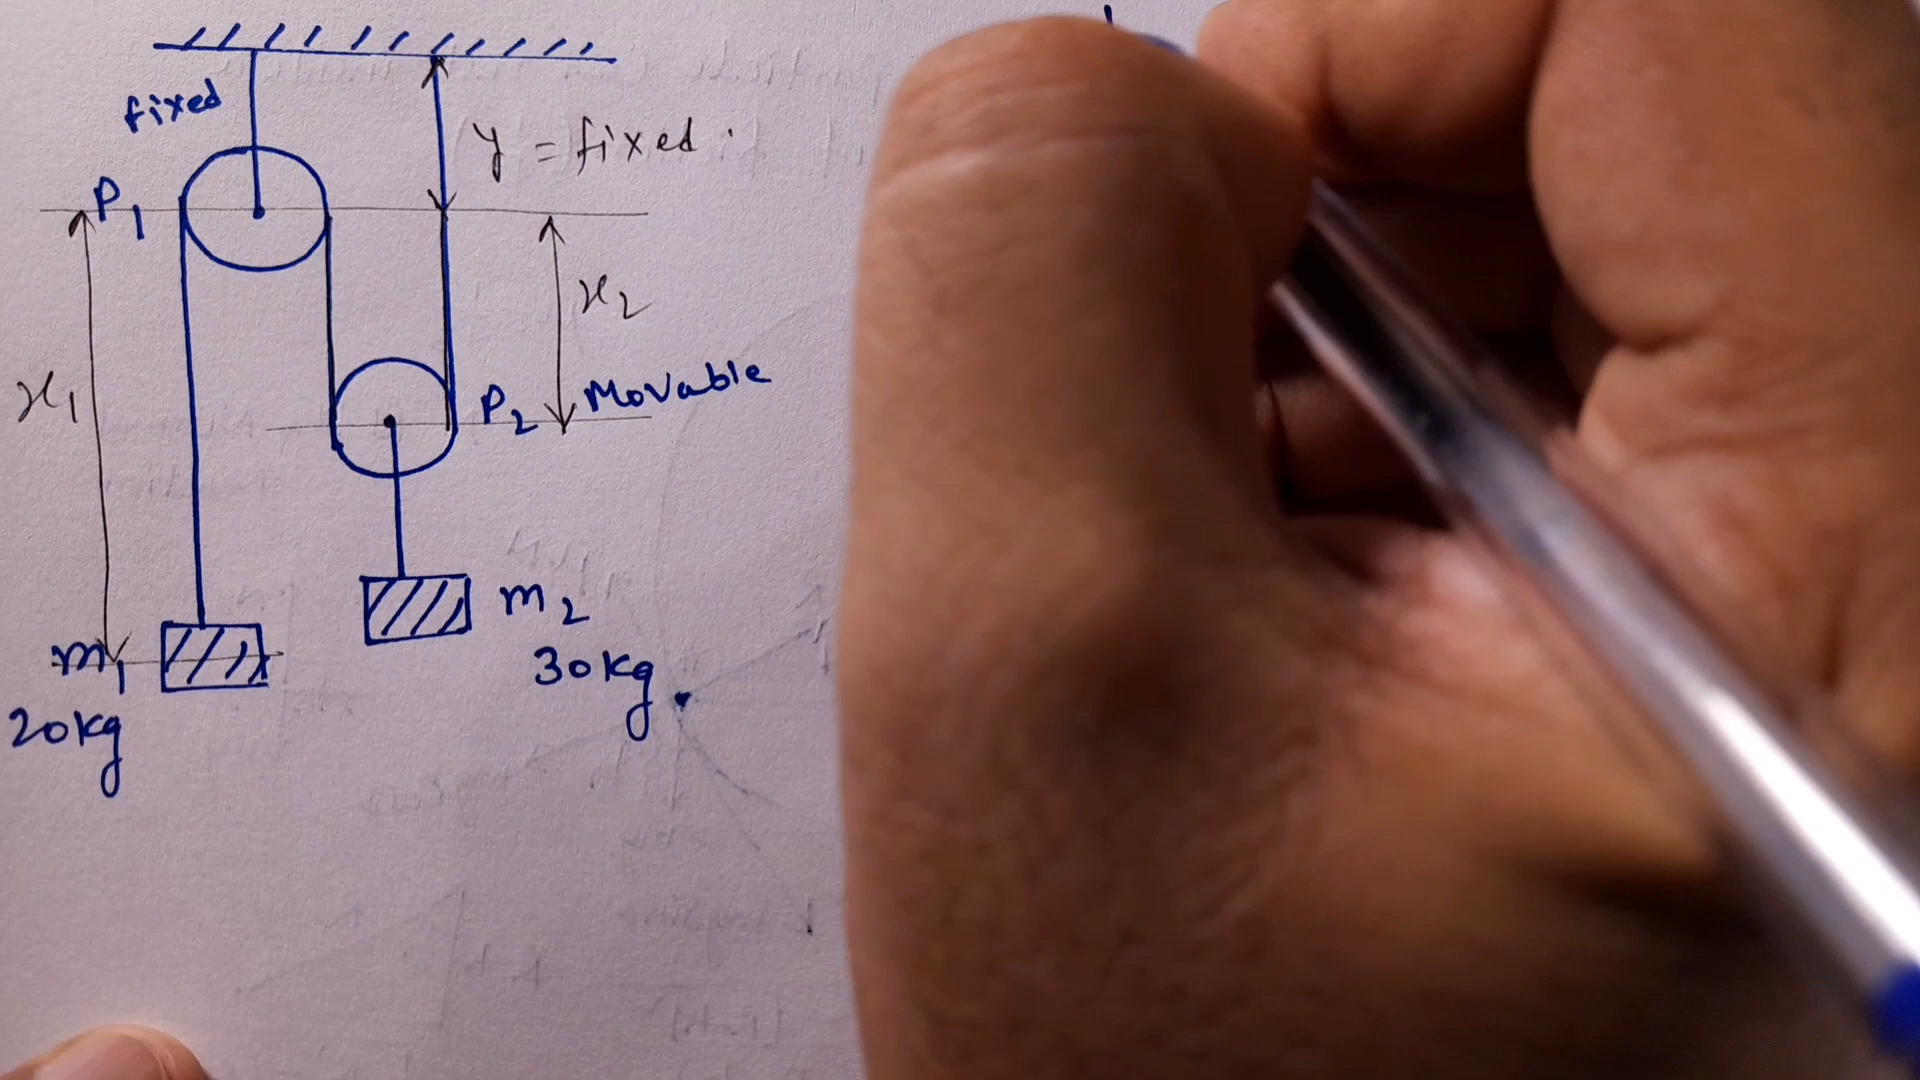 fixed
y = fixed.
P1
x2
x1
P2
Movable
m2
30kg
m1
20kg